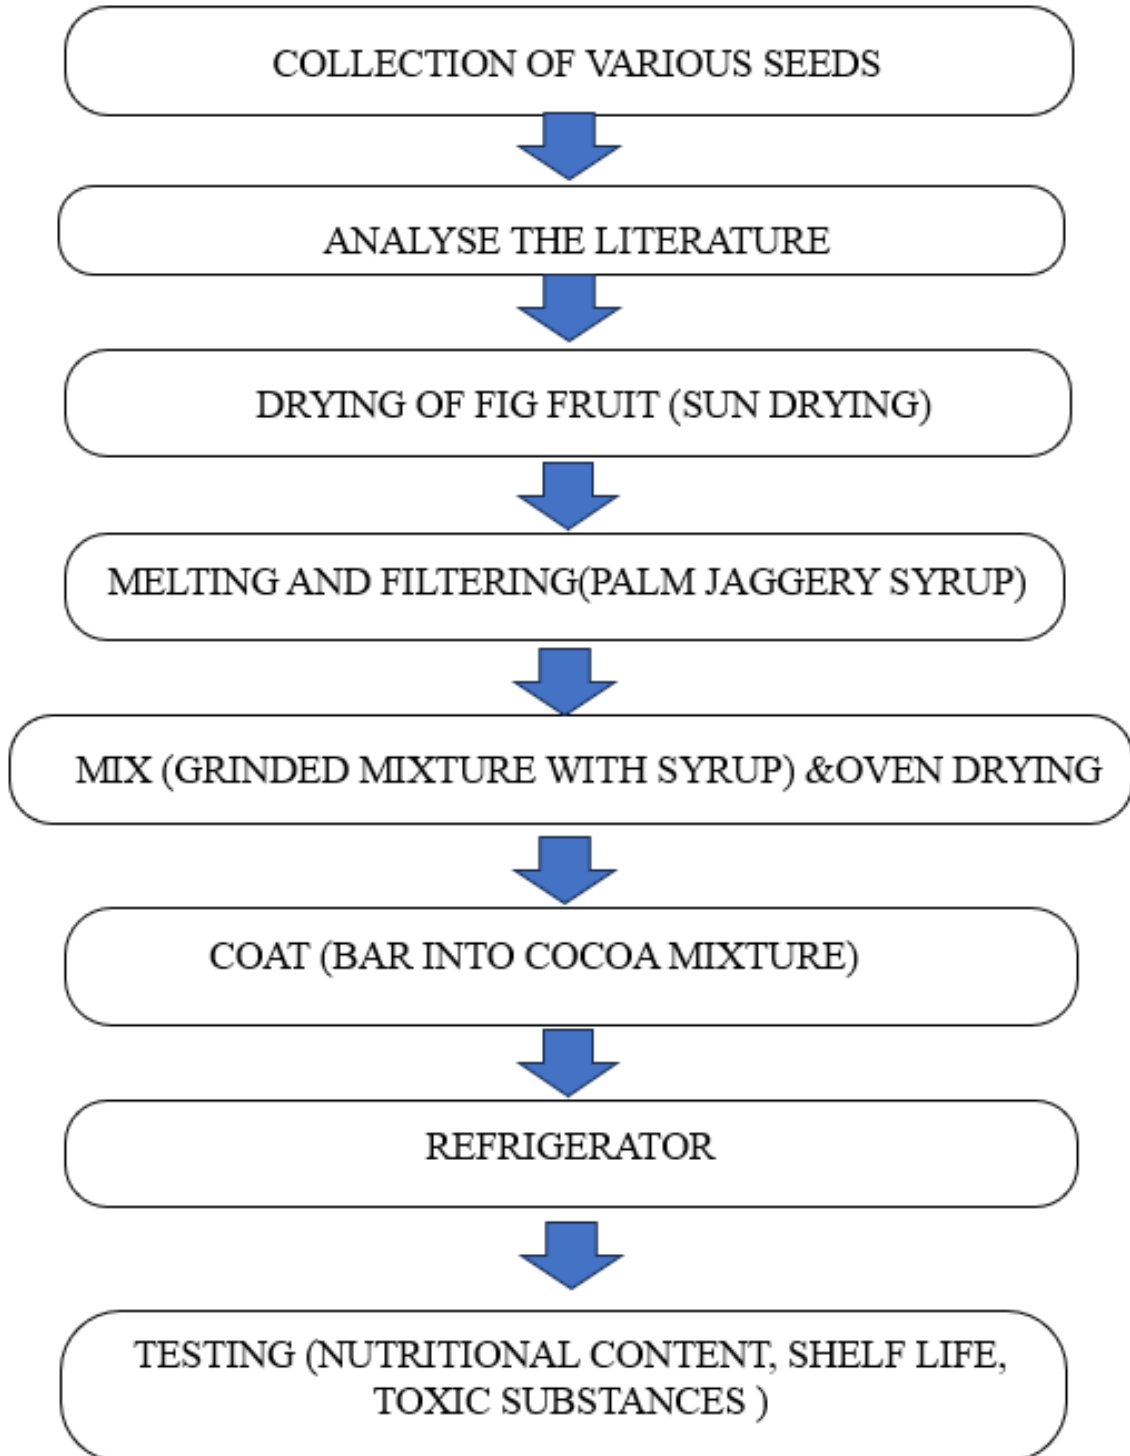 COLLECTION OF VARIOUS SEEDS
ANALYSE THE LITERATURE
DRYING OF FIG FRUIT (SUN DRYING)
MELTING AND FILTERING(PALM JAGGERY SYRUP)
MIX (GRINDED MIXTURE WITH SYRUP) &OVEN DRYING
COAT (BAR INTO COCOA MIXTURE)
REFRIGERATOR
TESTING (NUTRITIONAL CONTENT, SHELF LIFE,
TOXIC SUBSTANCES )